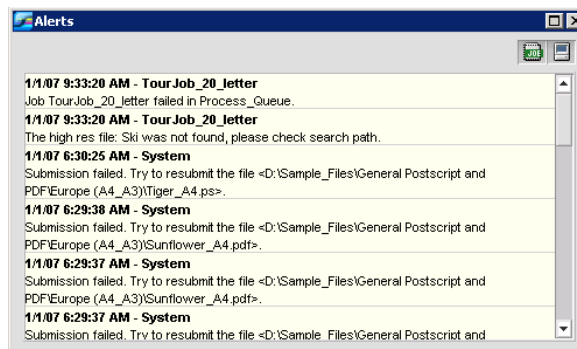 Alerts
JOB
1/1/07 9:33:20 AM - TourJob_20_letter
Job TourJob_20_letter failed in Process_Queue.
1/1/07 9:33:20 AM - TourJob_20_letter
The high res file: Ski was not found, please check search path.
1/1/07 6:30:25 AM - System
Submission failed. Try to resubmit the file <D:\Sample_Files\General Postscript and
PDF\Europe (A4_A3)\Tiger_A4.ps>.
1/1/07 6:29:38 AM - System
Submission failed. Try to resubmit the file <D:\Sample_Files\General Postscript and
PDF\Europe (A4_A3)\Sunflower_A4.pdf>.
1/1/07 6:29:37 AM - System
Submission failed. Try to resubmit the file <D:\Sample_Files\General Postscript and
PDF\Europe (A4_A3)\Sunflower_A4.pdf>.
1/1/07 6:29:37 AM - System
Submission failed. Try to resubmit the file <D:\Sample_Files\General Postscript and